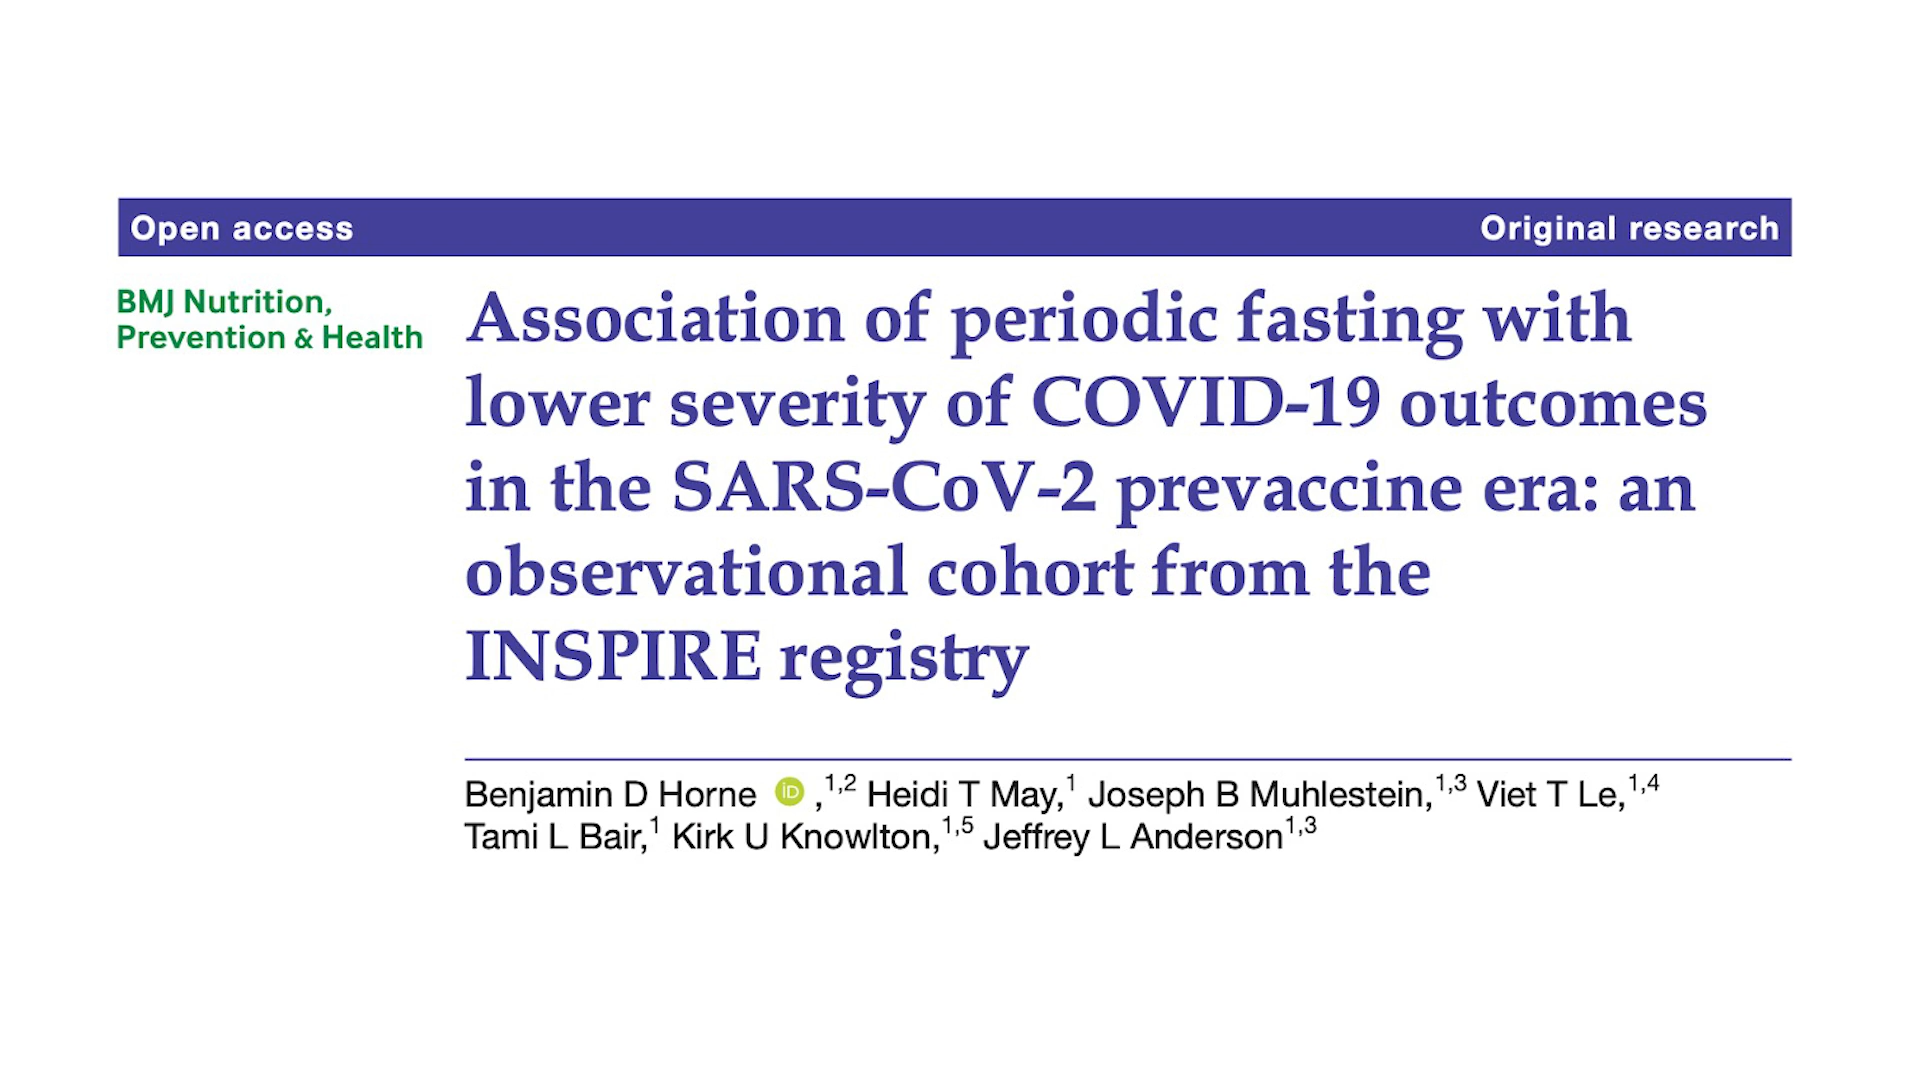 Open access
Original research
BMJ Nutrition,
Prevention & Health
Association of periodic fasting with
lower severity of COVID-19 outcomes
in the SARS-CoV-2 prevaccine era: an
observational cohort from the
INSPIRE registry
Benjamin D Horne iD ,1,2 Heidi T May,1 Joseph B Muhlestein,1,3 Viet T Le,1,4
Tami L Bair,1 Kirk U Knowlton,1,5 Jeffrey L Anderson1,3